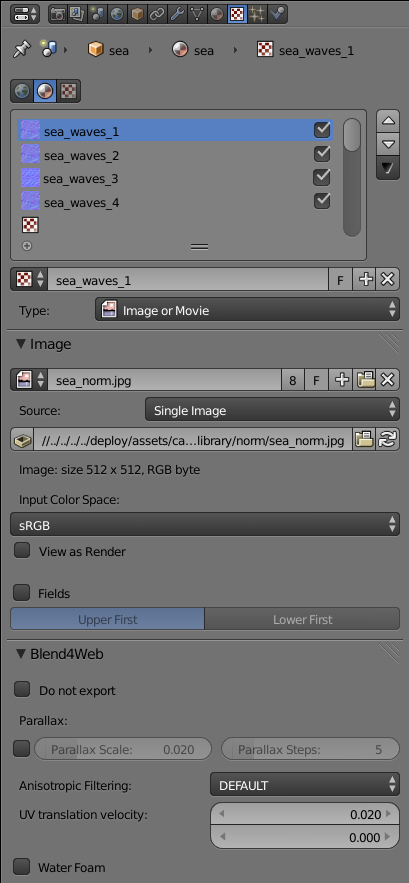 sea sea sea_waves_1
sea_waves_1
sea_waves_2
sea_waves_3
sea_waves_4
sea_waves_1 F
Type: Image or Movie
Image
sea_norm.jpg 8 F
Source: Single Image
//../../../../deploy/assets/ca...library/norm/sea_norm.jpg
Image: size 512 x 512, RGB byte
Input Color Space:
sRGB
View as Render
Fields
Upper First Lower First
Blend4Web
Do not export
Parallax:
Parallax Scale: 0.020 Parallax Steps: 5
Anisotropic Filtering: DEFAULT
UV translation velocity: 0.020
0.000
Water Foam